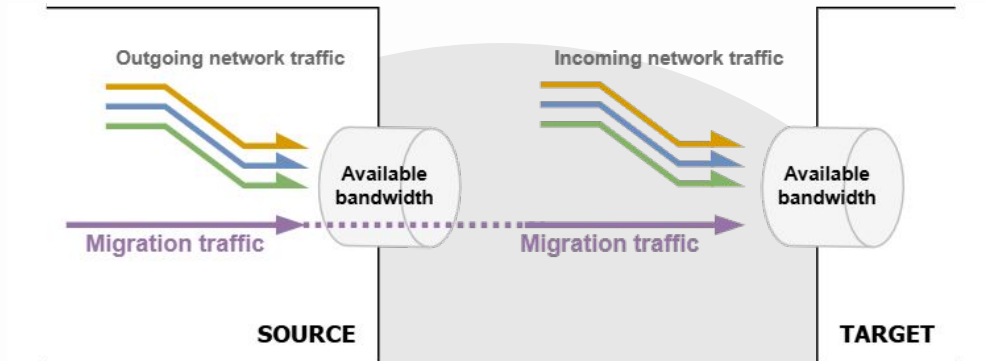 Outgoing network traffic
Incoming network traffic
Available
bandwidth
Available
bandwidth
Migration traffic
Migration traffic
SOURCE
TARGET